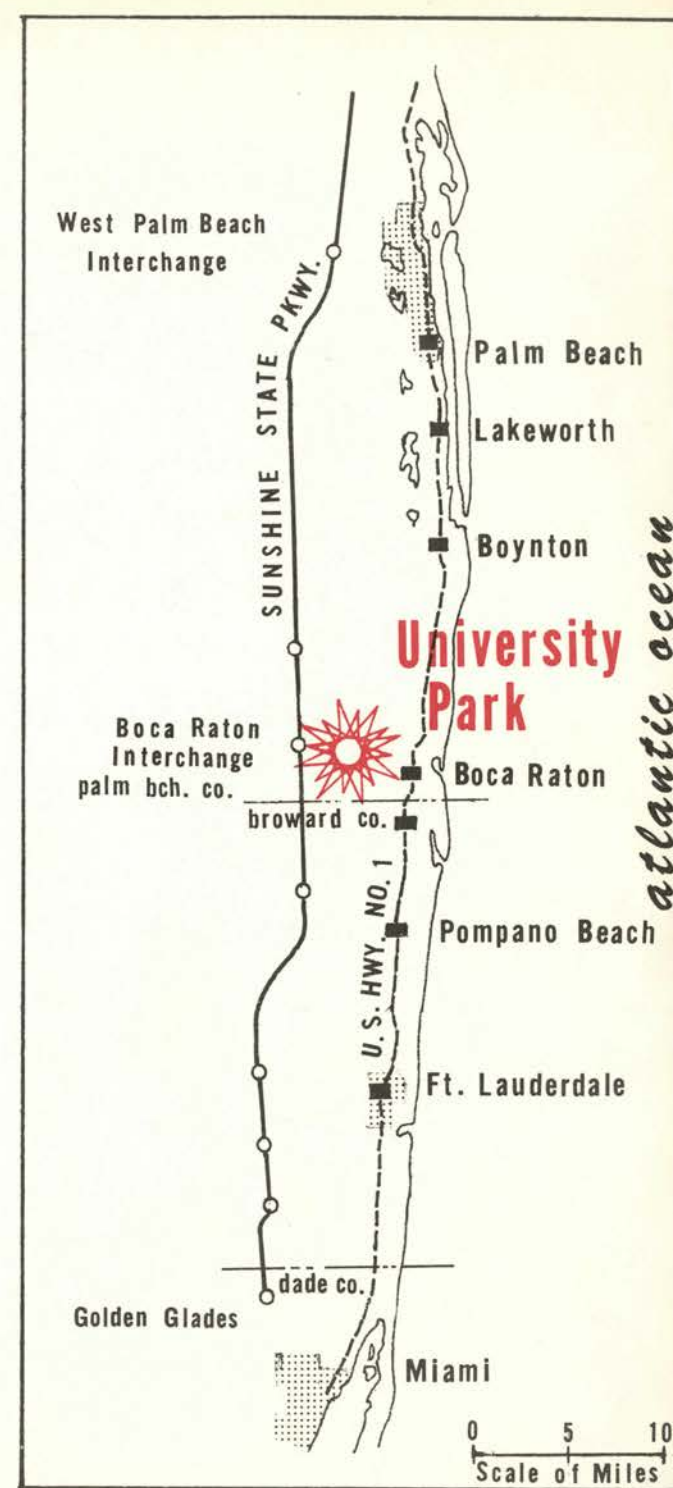 West Palm Beach
Interchange
SUNSHINE STATE PKWY.
Palm Beach
Lakeworth
Boynton
atlantic ocean
University
Park
Boca Raton
Interchange
palm bch. co.
Boca Raton
broward co.
U.S. HWY. NO. 1
Pompano Beach
Ft. Lauderdale
dade co.
Golden Glades
Miami
0 5 10
Scale of Miles